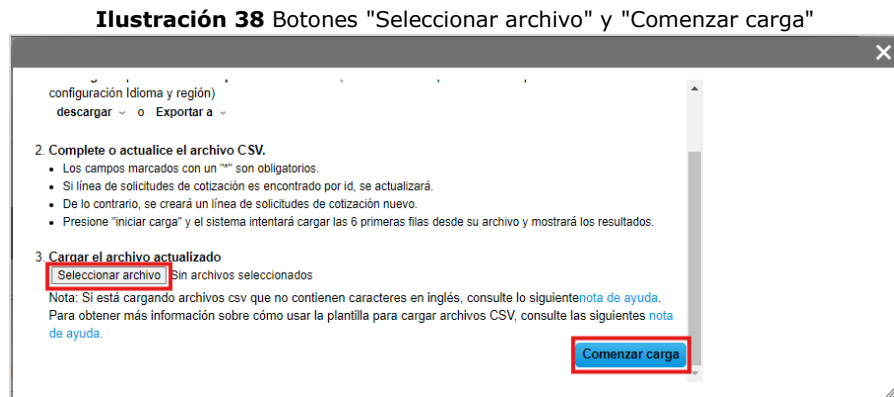 Ilustración 38 Botones "Seleccionar archivo" y "Comenzar carga"
configuración Idioma y región)
descargar o Exportar a
2. Complete o actualice el archivo CSV.
• Los campos marcados con un "*" son obligatorios.
• Si línea de solicitudes de cotización es encontrado por id, se actualizará.
• De lo contrario, se creará un línea de solicitudes de cotización nuevo.
• Presione "iniciar carga" y el sistema intentará cargar las 6 primeras filas desde su archivo y mostrará los resultados.
3. Cargar el archivo actualizado
Seleccionar archivo Sin archivos seleccionados
Nota: Si está cargando archivos csv que no contienen caracteres en inglés, consulte lo siguientenota de ayuda.
Para obtener más información sobre cómo usar la plantilla para cargar archivos CSV, consulte las siguientes nota
de ayuda.
Comenzar carga